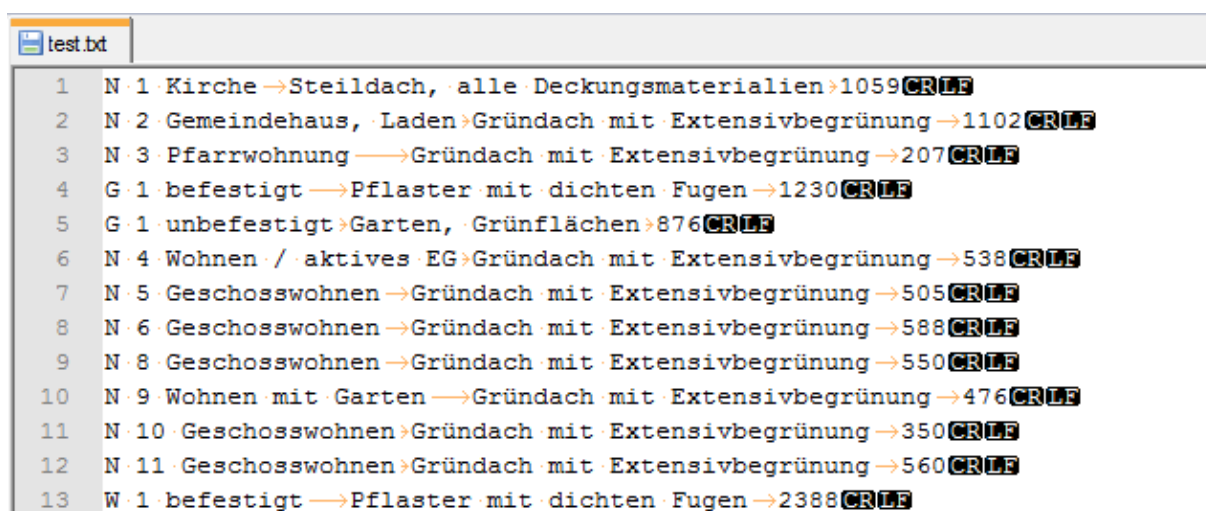 test.txt
1 N 1 Kirche→Steildach, alle Deckungsmaterialien→1059CRLF
2 N 2 Gemeindehaus, Laden→Gründach mit Extensivbegrünung→1102CRLF
3 N 3 Pfarrwohnung→Gründach mit Extensivbegrünung→207CRLF
4 G 1 befestigt→Pflaster mit dichten Fugen→1230CRLF
5 G 1 unbefestigt→Garten, Grünflächen→876CRLF
6 N 4 Wohnen / aktives EG→Gründach mit Extensivbegrünung→538CRLF
7 N 5 Geschosswohnen→Gründach mit Extensivbegrünung→505CRLF
8 N 6 Geschosswohnen→Gründach mit Extensivbegrünung→588CRLF
9 N 8 Geschosswohnen→Gründach mit Extensivbegrünung→550CRLF
10 N 9 Wohnen mit Garten→Gründach mit Extensivbegrünung→476CRLF
11 N 10 Geschosswohnen→Gründach mit Extensivbegrünung→350CRLF
12 N 11 Geschosswohnen→Gründach mit Extensivbegrünung→560CRLF
13 W 1 befestigt→Pflaster mit dichten Fugen→2388CRLF